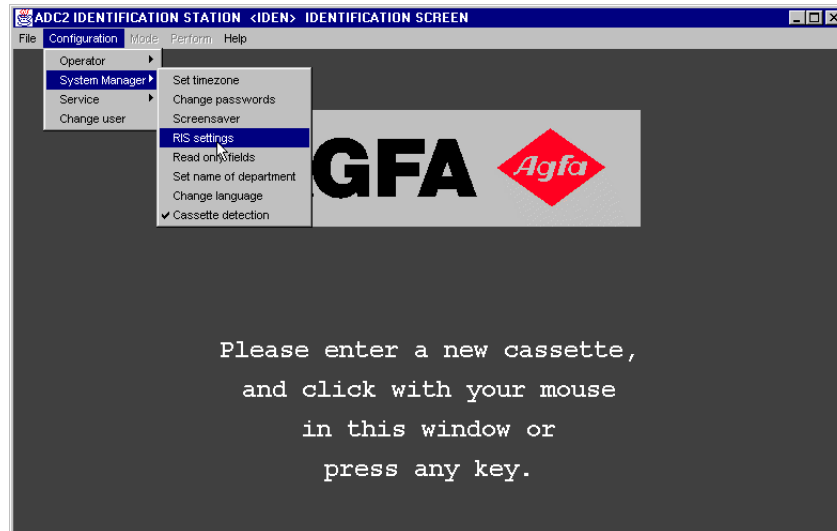 ADC2 IDENTIFICATION STATION <IDEN> IDENTIFICATION SCREEN
File Configuration Mode Perform Help
Operator
System Manager
Service
Change user
Set timezone
Change passwords
Screensaver
RIS settings
Read only fields
Set name of department
Change language
Cassette detection
GFA
Agfa
Please enter a new cassette,
and click with your mouse
in this window or
press any key.